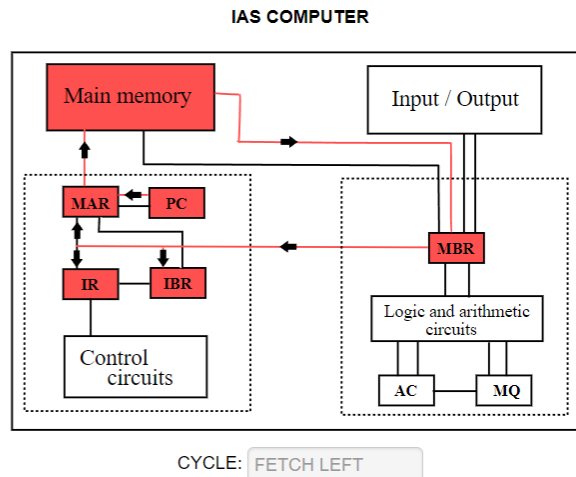 IAS COMPUTER
Main memory
Input / Output
MAR
PC
MBR
IR
IBR
Logic and arithmetic
circuits
Control
circuits
AC
MQ
CYCLE: FETCH LEFT